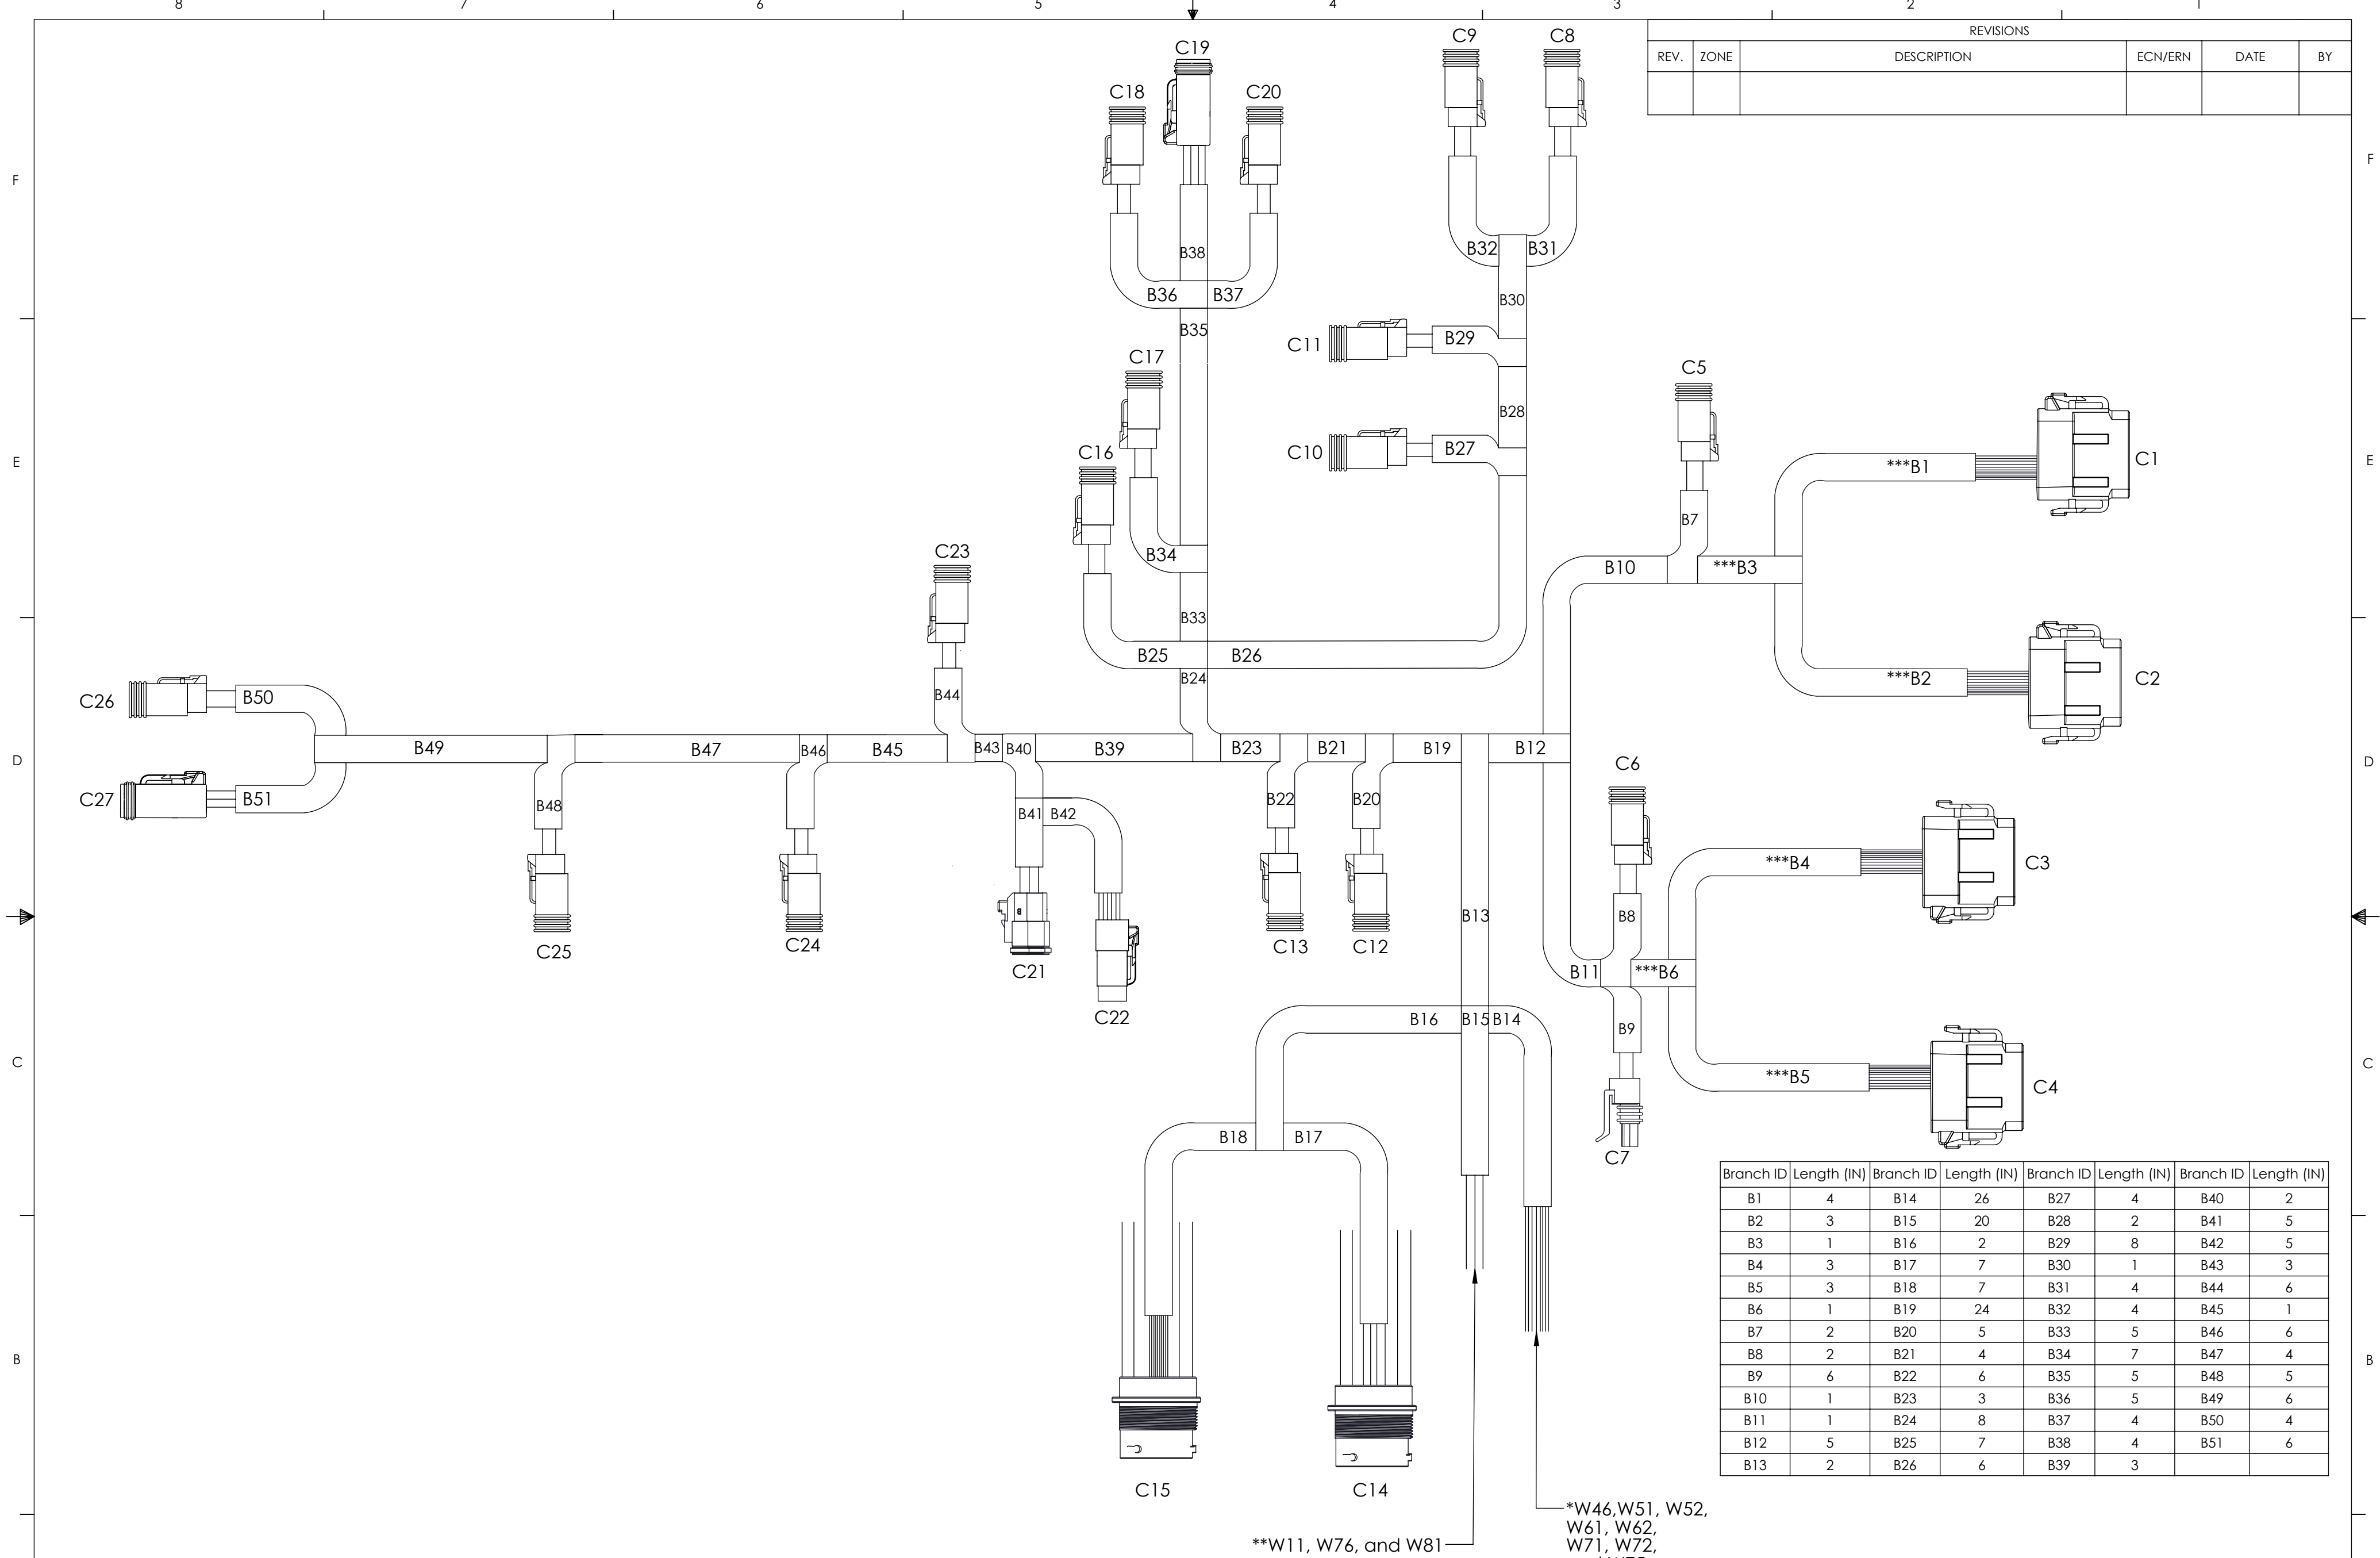 8 7 6 5 4 3 2 1
REVISIONS
REV. ZONE DESCRIPTION ECN/ERN DATE BY
C19
C9 C8
C18 C20
F F
B38
B32 B31
B36 B37
B30
B35
C11 B29
C17
C5
B28
C16
C10 B27
E ***B1 C1 E
B7
C23
B34
B10 ***B3
B33
B25 B26
B24
***B2 C2
C26 B50
B44
B49 B47 B46 B45 B43 B40 B39 B23 B21 B19 B12
D D
C6
C27 B51
B48 B41 B42 B22 B20
***B4 C3
B13 B8
C25 C24 C21 C13 C12
B11 ***B6
C22
B16 B15 B14
B9
C C
***B5 C4
B18 B17
C7
Branch ID Length (IN) Branch ID Length (IN) Branch ID Length (IN) Branch ID Length (IN)
B1 4 B14 26 B27 4 B40 2
B2 3 B15 20 B28 2 B41 5
B3 1 B16 2 B29 8 B42 5
B4 3 B17 7 B30 1 B43 3
B5 3 B18 7 B31 4 B44 6
B6 1 B19 24 B32 4 B45 1
B7 2 B20 5 B33 5 B46 6
B8 2 B21 4 B34 7 B47 4
B9 6 B22 6 B35 5 B48 5
B10 1 B23 3 B36 5 B49 6
B11 1 B24 8 B37 4 B50 4
B12 5 B25 7 B38 4 B51 6
B13 2 B26 6 B39 3
B B
C15 C14
*W46,W51, W52,
W61, W62,
W71, W72,
**W11, W76, and W81